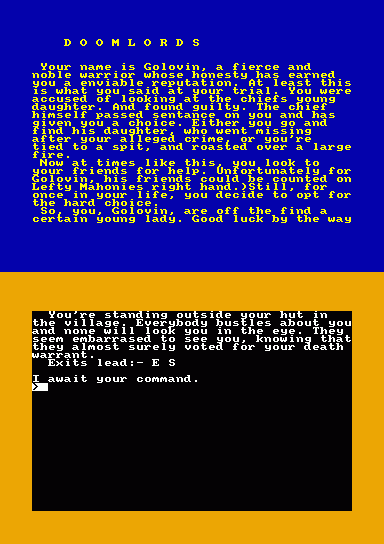 D O O M L O R D S
Your name is Golovin, a fierce and
noble warrior whose honesty has earned
you a enviable reputation. At least this
is what you said at your trial. You were
accused of looking at the chiefs young
daughter. And found guilty. The chief
himself passed sentence on you and has
given you a choice. Either you go and
find his daughter, who went missing
after your alleged crime, or you're
tied to a spit, and roasted over a large
fire.
Now at times like this, you look to
your friends for help. Unfortunately for
Golovin, his friends could be counted on
Lefty Mahonies right hand.)Still, for
once in your life, you decide to opt for
the hard choice.
So, you, Golovin, are off the find a
certain young lady. Good luck by the way
You're standing outside your hut in
the village. Everybody bustles about you
and none will look you in the eye. They
seem embarrased to see you, knowing that
they almost surely voted for your death
warrant.
Exits lead:- E S
I await your command.
>